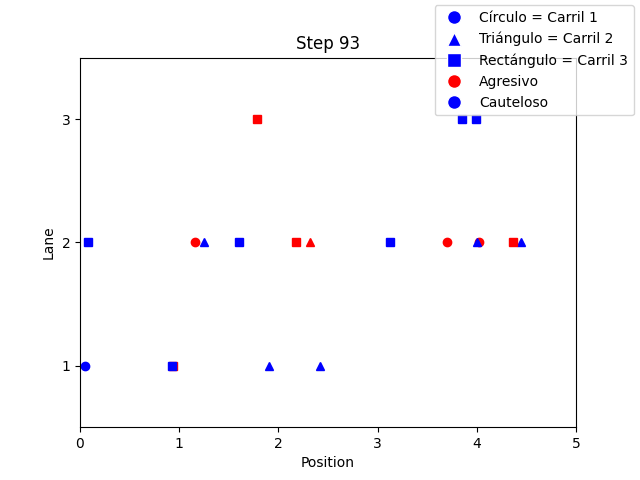 Step 93
Círculo = Carril 1
Triángulo = Carril 2
Rectángulo = Carril 3
Agresivo
Cauteloso
Lane
3
2
1
0 1 2 3 4 5
Position